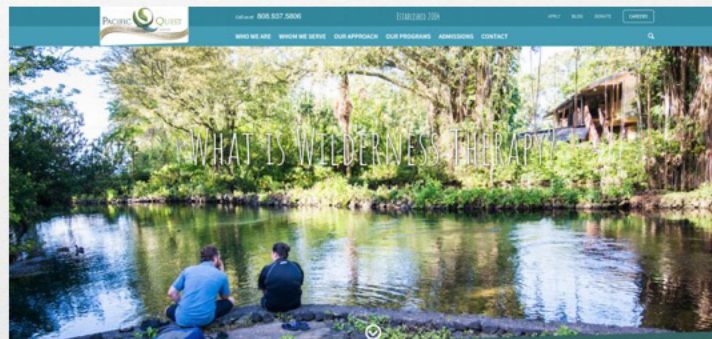 PACIFIC QUEST
Call us at 808.937.5806
ESTABLISHED 2004
APPLY BLOG DONATE CAREERS
WHO WE ARE WHOM WE SERVE OUR APPROACH OUR PROGRAMS ADMISSIONS CONTACT
WHAT IS WILDERNESS THERAPY?